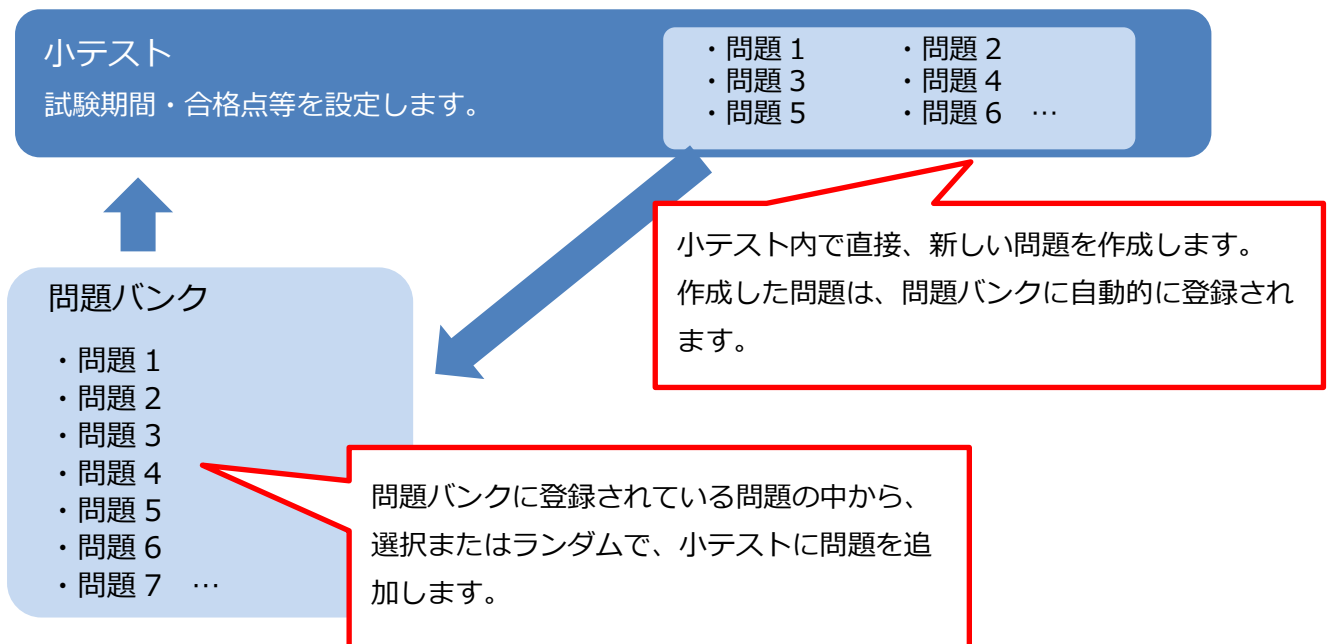 小テスト
試験期間・合格点等を設定します。
・問題１ ・問題２
・問題３ ・問題４
・問題５ ・問題６ …
小テスト内で直接、新しい問題を作成します。
作成した問題は、問題バンクに自動的に登録され
ます。
問題バンク
・問題１
・問題２
・問題３
・問題４
・問題５
・問題６
・問題７ …
問題バンクに登録されている問題の中から、
選択またはランダムで、小テストに問題を追
加します。